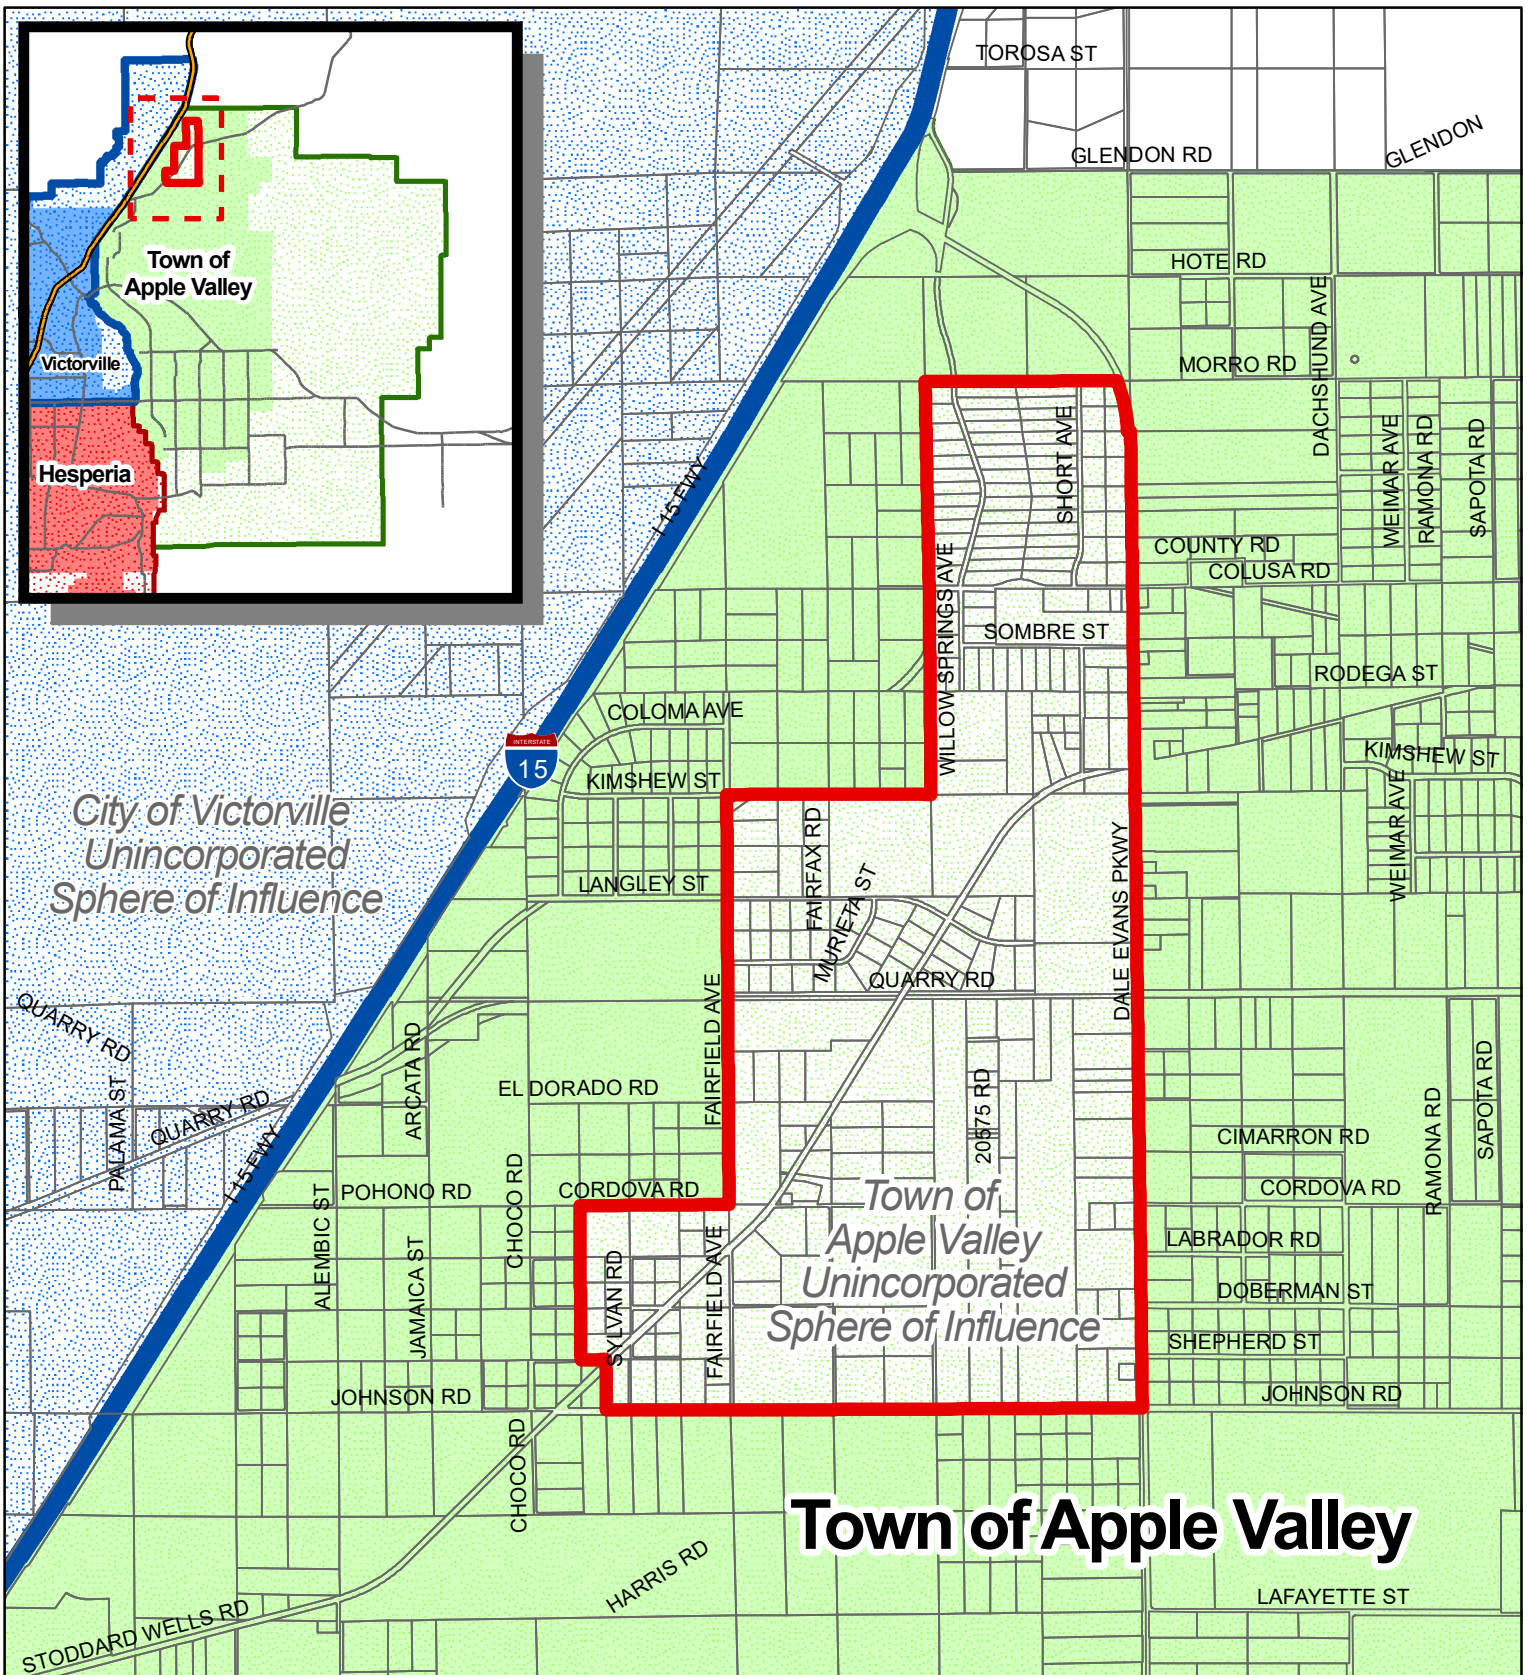 TOROSA ST
GLENDON RD
GLENDON
HOTE RD
DACHSHUND AVE
MORRO RD
Town of
Apple Valley
Victorville
Hesperia
I-15 FWY
SHORT AVE
WEIMAR AVE
RAMONA RD
SAPOTA RD
COUNTY RD
COLUSA RD
WILLOW SPRINGS AVE
SOMBRE ST
RODEGA ST
COLOMA AVE
INTERSTATE
15
KIMSHEW ST
KIMSHEW ST
City of Victorville
Unincorporated
Sphere of Influence
FAIRFAX RD
DALE EVANS PKWY
WEIMAR AVE
LANGLEY ST
MURIETA ST
QUARRY RD
FAIRFIELD AVE
QUARRY RD
ARCATA RD
EL DORADO RD
20575 RD
SAPOTA RD
PALAMA ST
QUARRY RD
I-15 FWY
CIMARRON RD
RAMONA RD
POHONO RD
CHOCO RD
CORDOVA RD
CORDOVA RD
Town of
Apple Valley
Unincorporated
Sphere of Influence
ALEMBIC ST
JAMAICA ST
SYLVAN RD
FAIRFIELD AVE
LABRADOR RD
DOBERMAN ST
SHEPHERD ST
JOHNSON RD
JOHNSON RD
CHOCO RD
Town of Apple Valley
HARRIS RD
LAFAYETTE ST
STODDARD WELLS RD